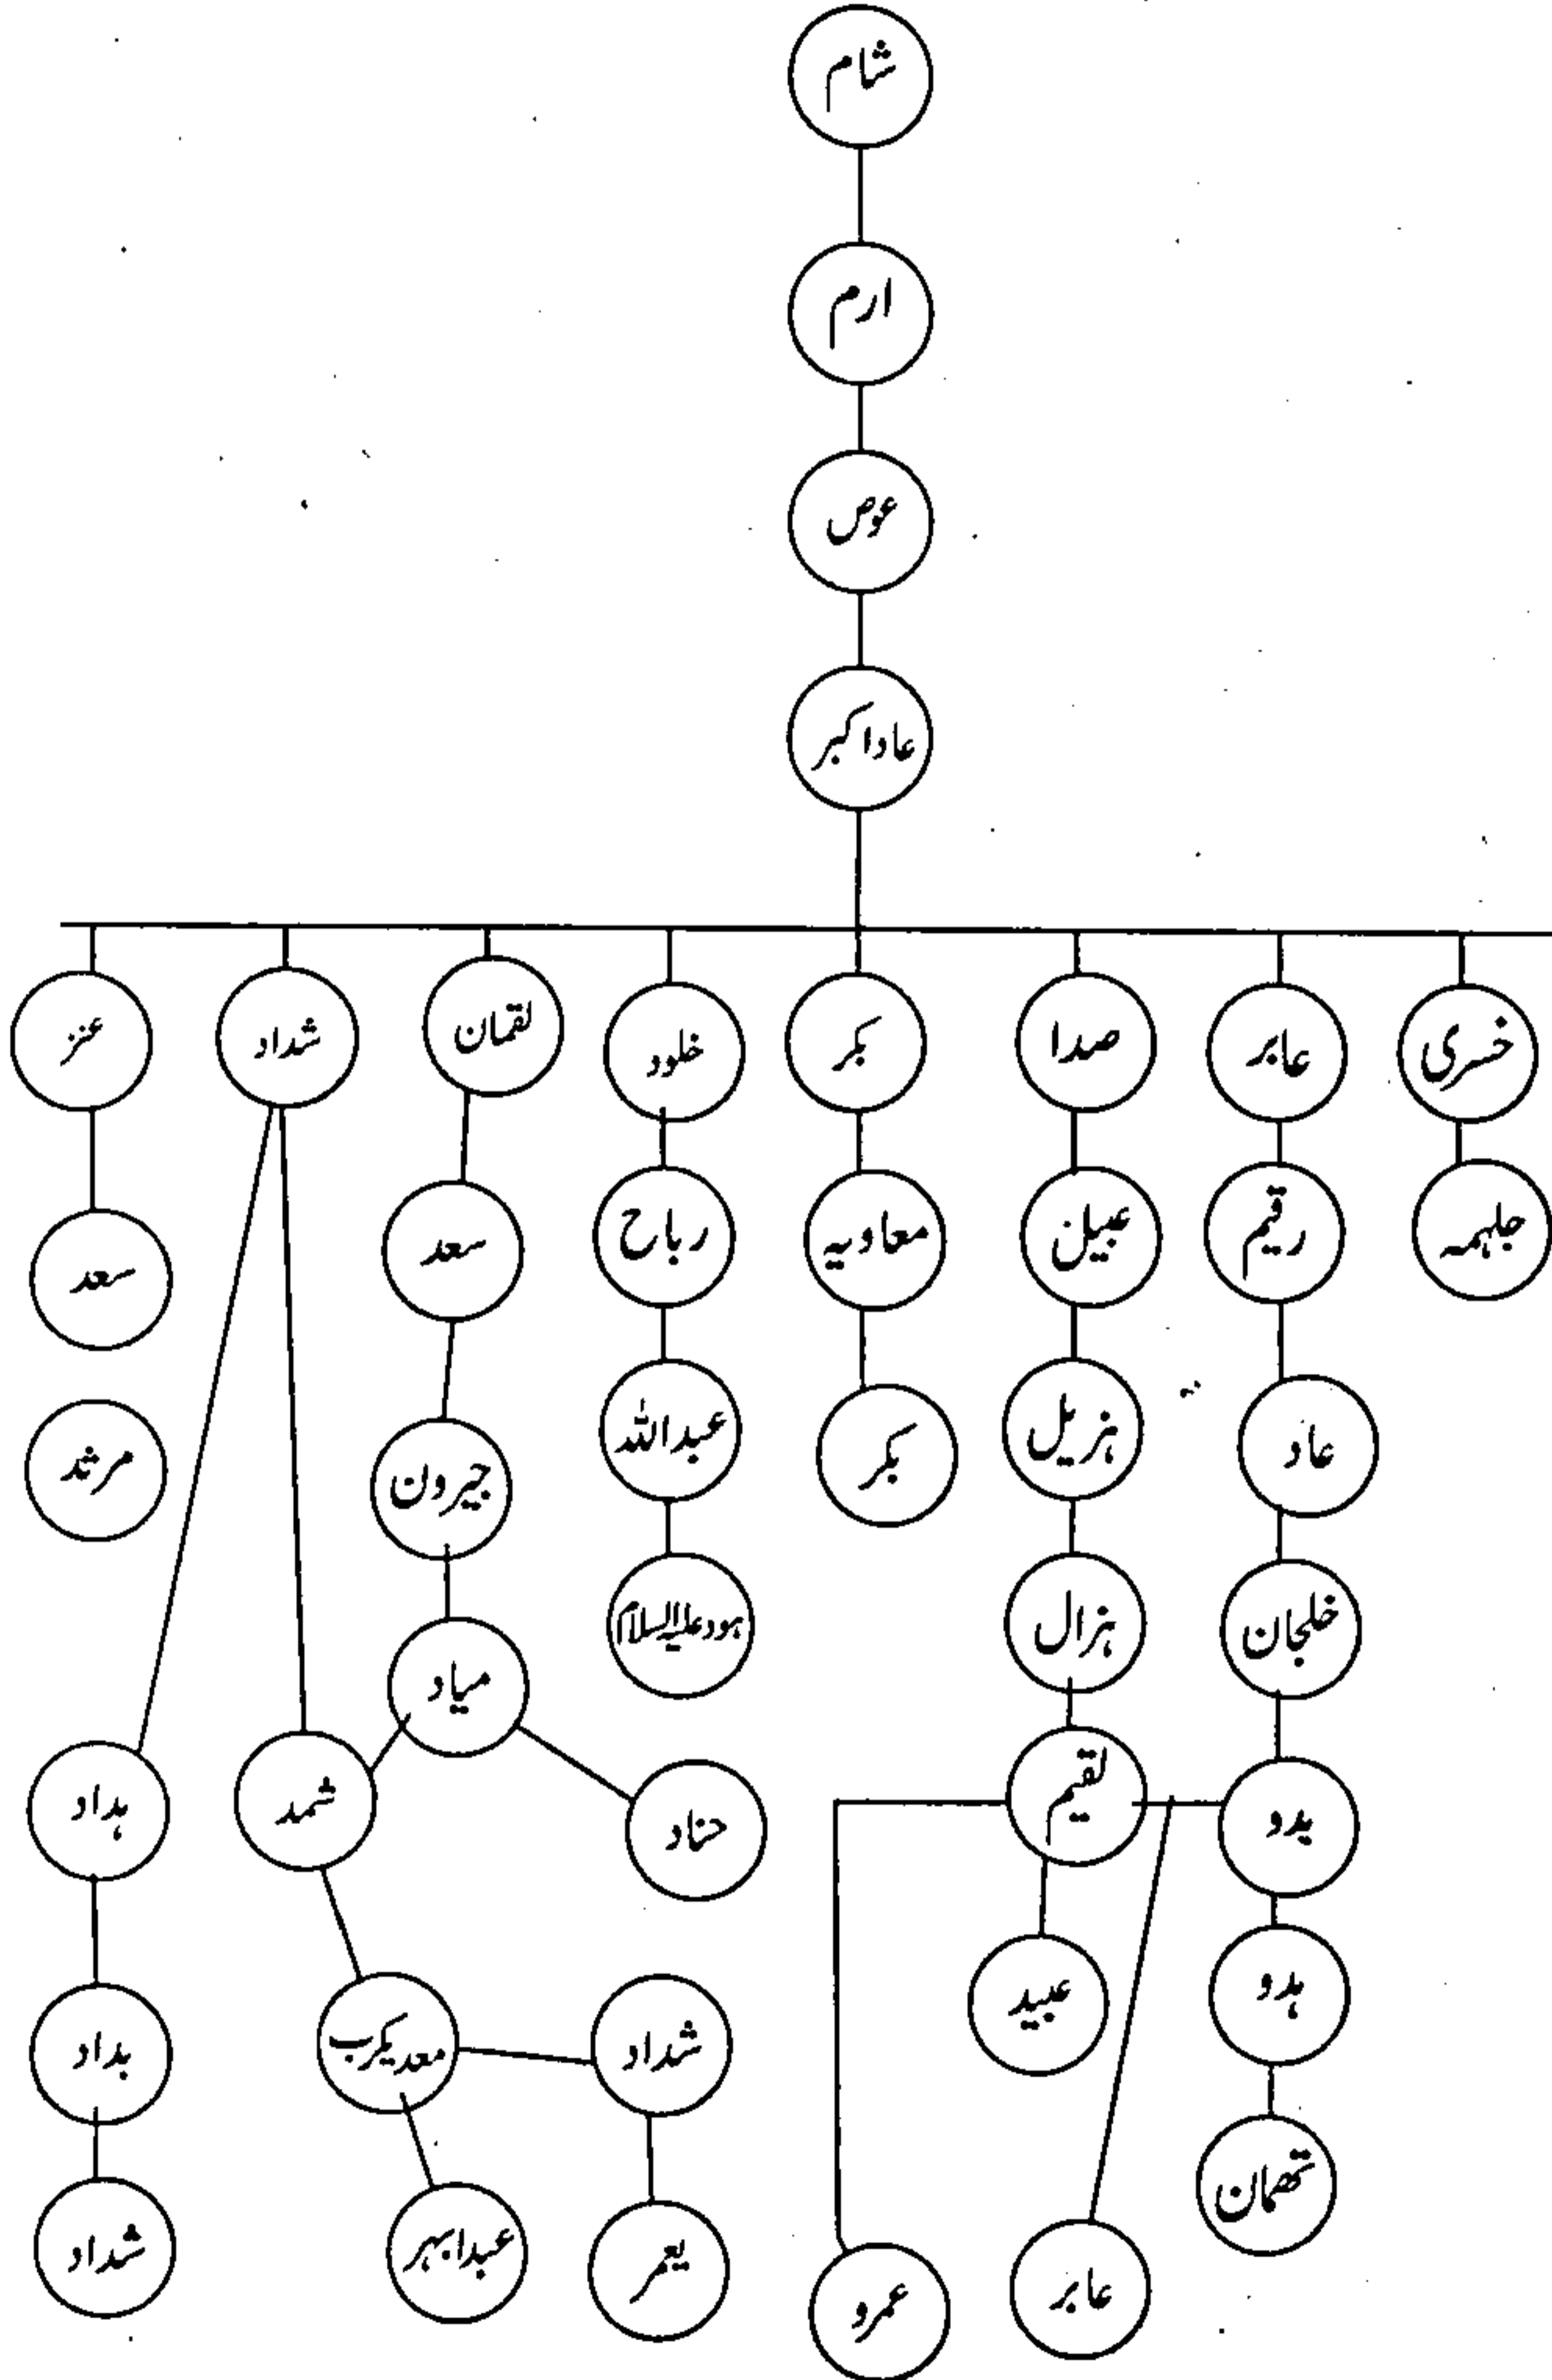 شام
ارم
عوص
عاد اکبر
خسری
عابر
صدا
بکر
خلود
لقمان
شداد
عنز
جلہمہ
رقیم
عبیل
معاویہ
رباح
سعد
سعد
عاد
ہزیل
بکر
عبداللہ
جیرون
مرثد
خلجان
ہزال
ہود علیہ السلام
میاد
یدو
لقیم
حناد
شمد
ہداد
ہدو
عبید
شداد
معدیکرب
بداد
قھمان
عابر
عمرو
یعمر
شداد